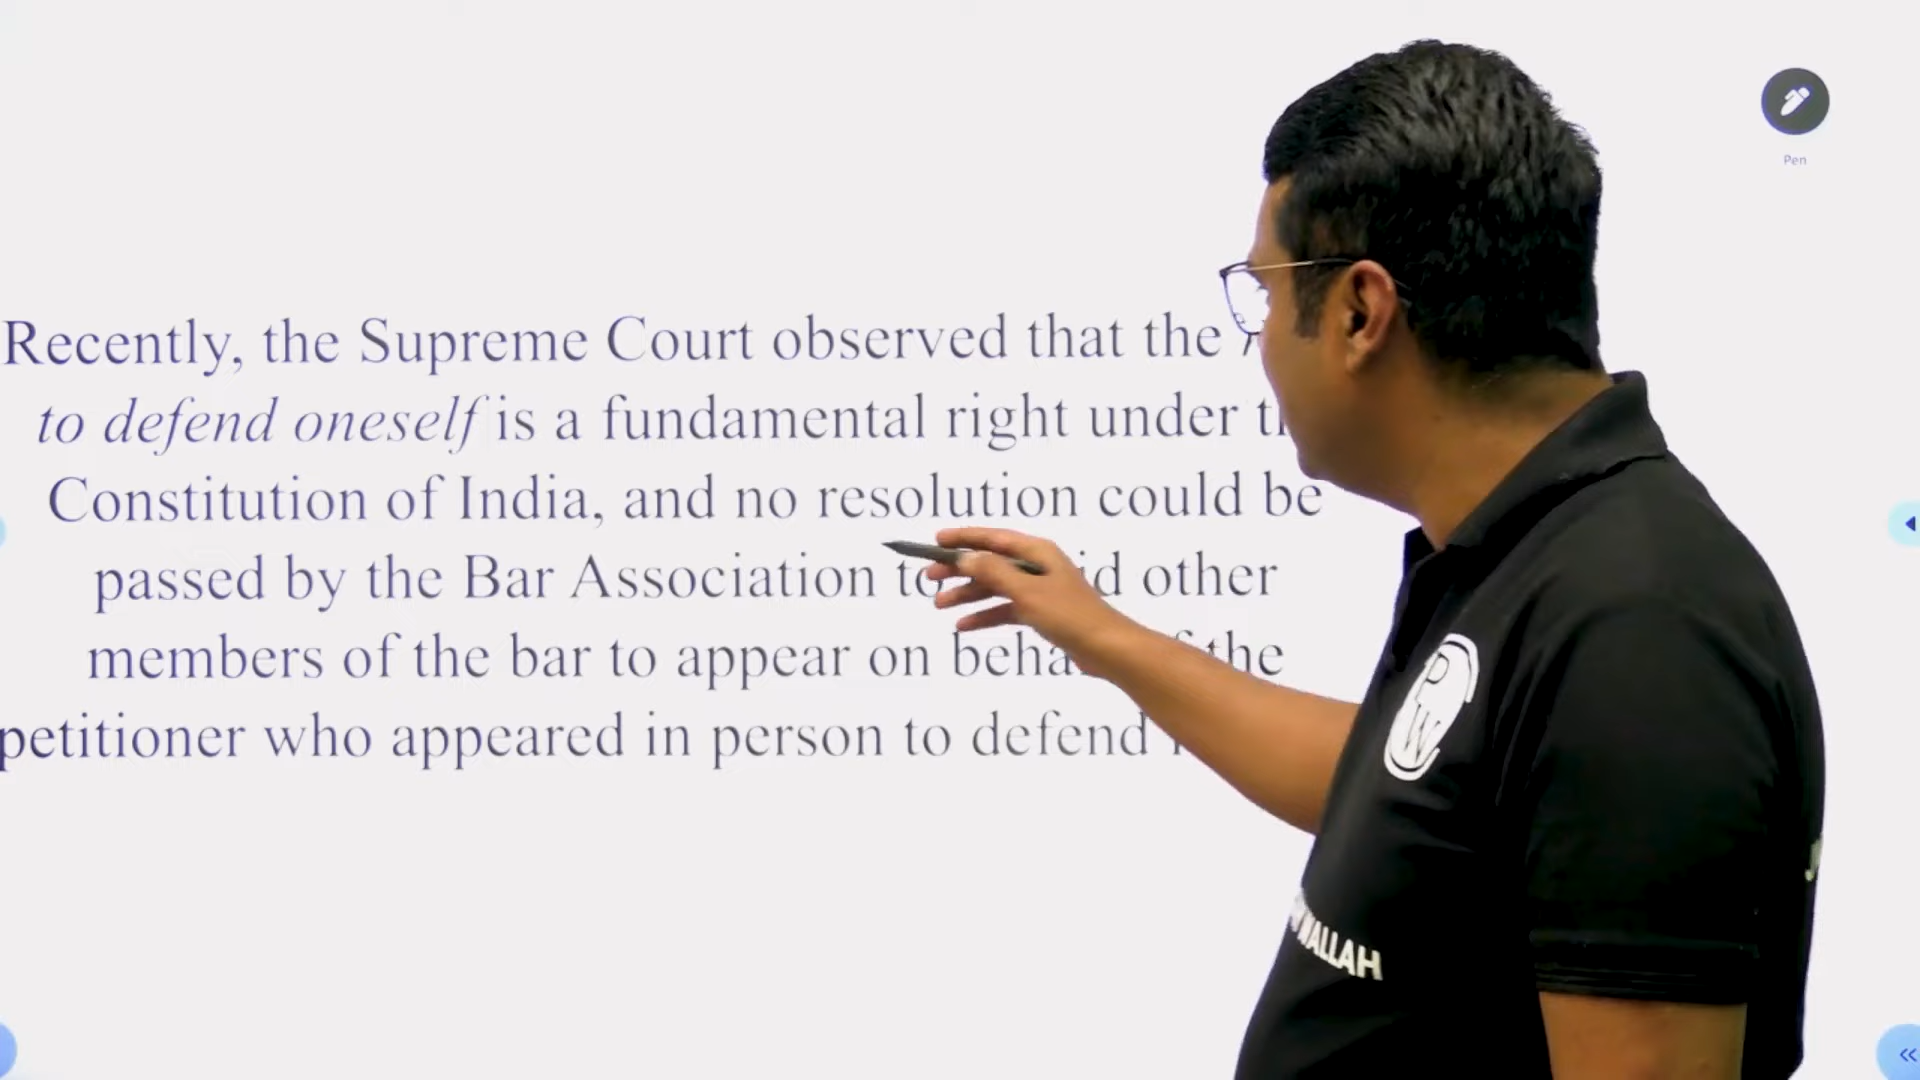 Pen
Recently, the Supreme Court observed that the
to defend oneself is a fundamental right under
Constitution of India, and no resolution could be
passed by the Bar Association to other
members of the bar to appear on the
petitioner who appeared in person to defend
PW
WALLAH